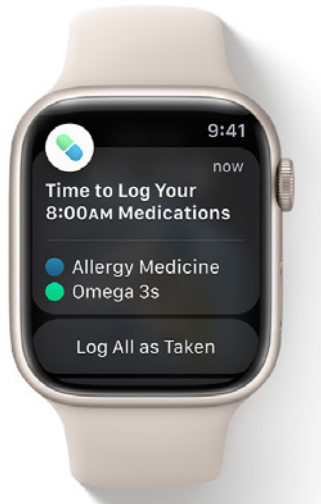 9:41
now
Time to Log Your
8:00AM Medications
Allergy Medicine
Omega 3s
Log All as Taken